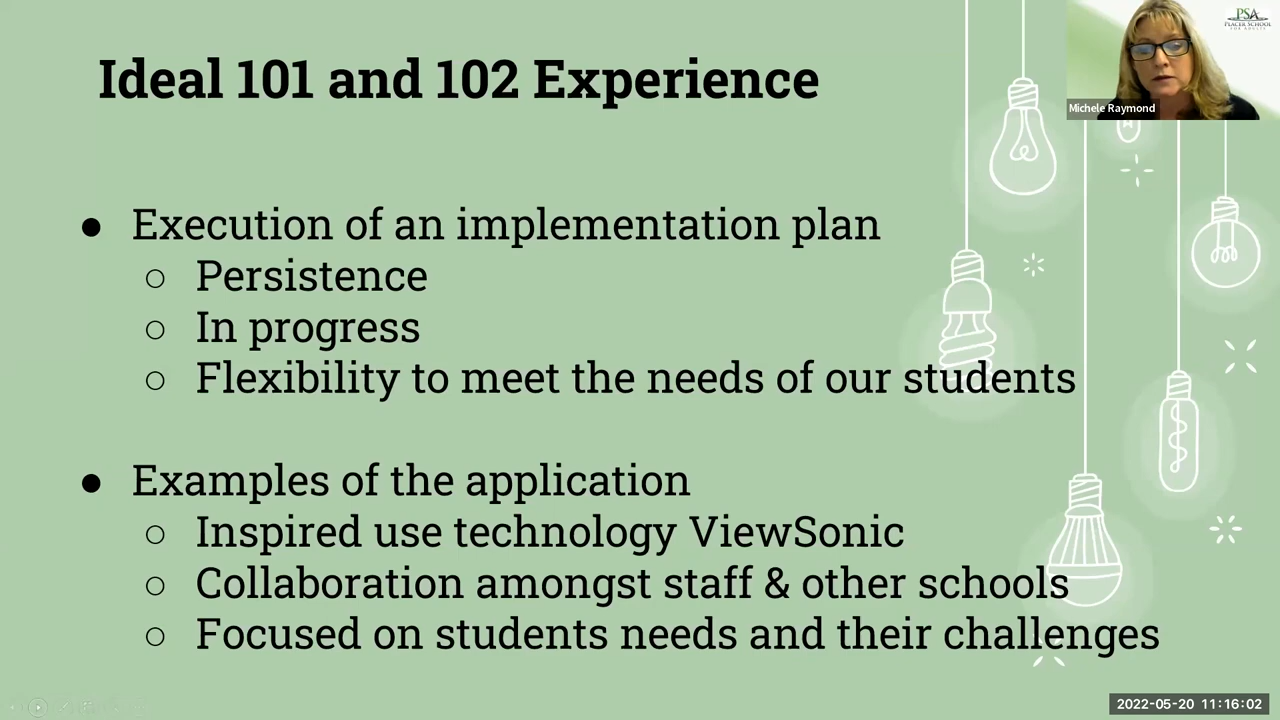 Ideal 101 and 102 Experience
PSA
PLACER SCHOOL
FOR ADULTS
Michele Raymond
● Execution of an implementation plan
○ Persistence
○ In progress
○ Flexibility to meet the needs of our students
● Examples of the application
○ Inspired use technology ViewSonic
○ Collaboration amongst staff & other schools
○ Focused on students needs and their challenges
2022-05-20 11:16:02